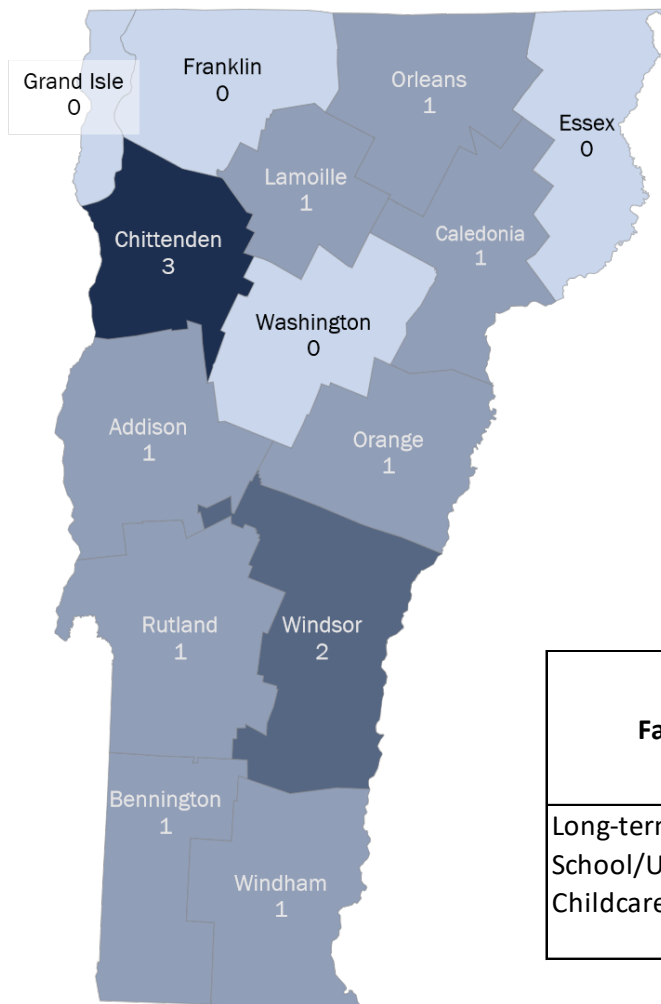 Grand Isle
0
Franklin
0
Orleans
1
Essex
0
Lamoille
1
Chittenden
3
Caledonia
1
Washington
0
Addison
1
Orange
1
Rutland
1
Windsor
2
Bennington
1
Windham
1
Fa
Long-term
School/U
Childcare